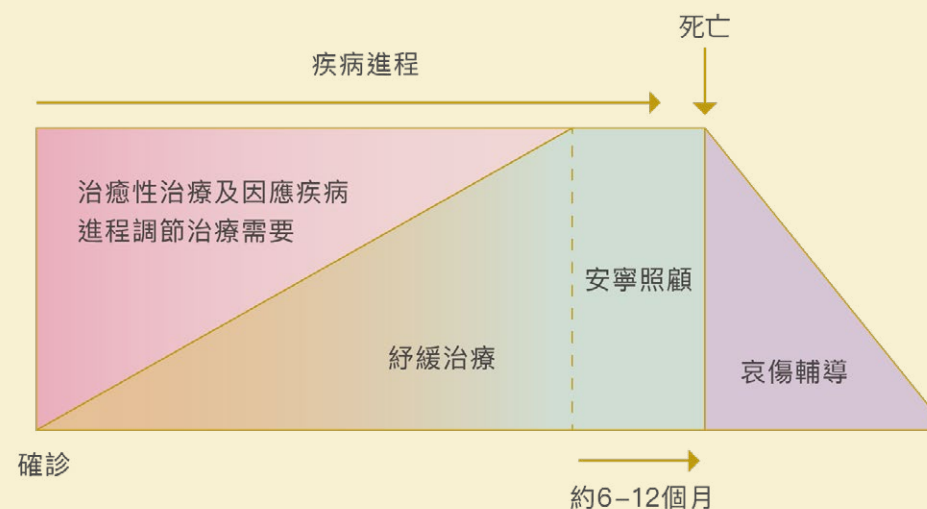 死亡
疾病進程
治癒性治療及因應疾病
進程調節治療需要
安寧照顧
紓緩治療
哀傷輔導
確診
約6–12個月